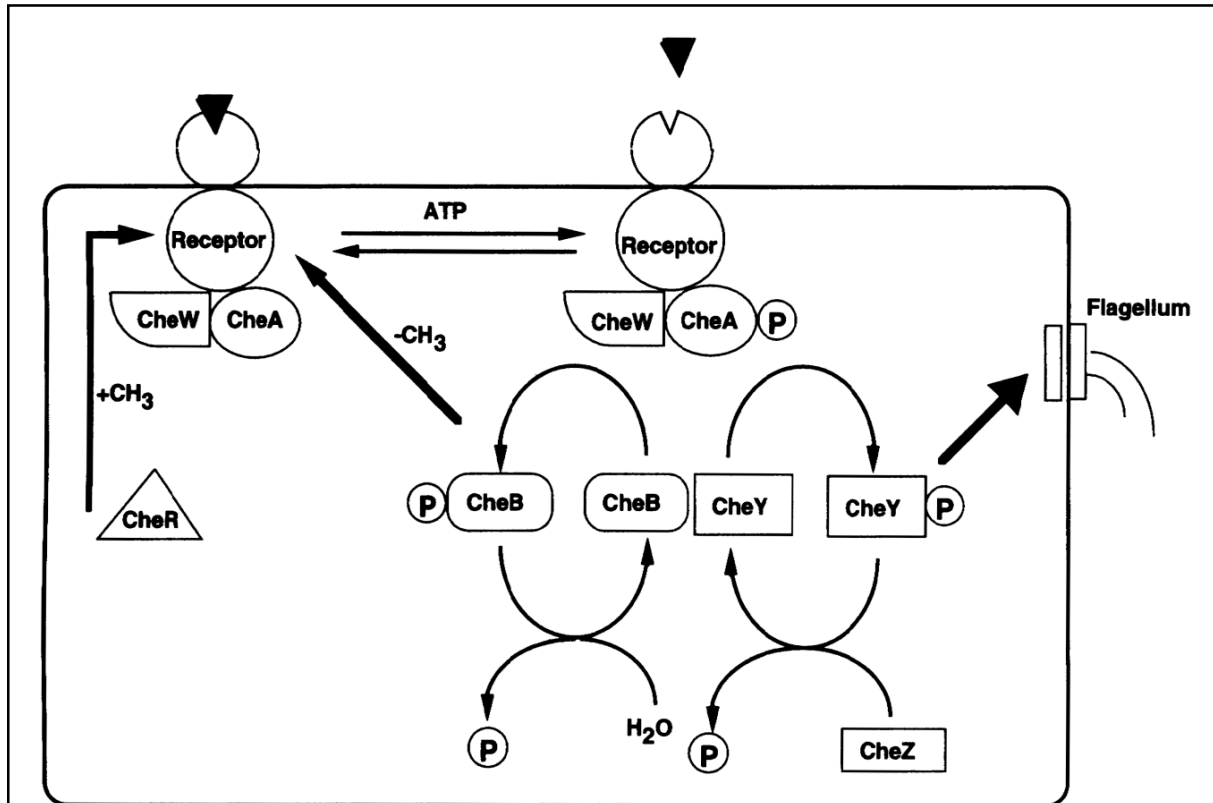 ATP
Receptor
Receptor
CheW
CheA
CheW
CheA
P
Flagellum
-CH3
+CH3
CheR
P
CheB
CheB
CheY
CheY
P
P
H2O
P
CheZ